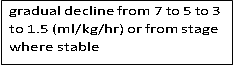 gradual decline from 7 to 5 to 3
to 1.5 (ml/kg/hr) or from stage
where stable